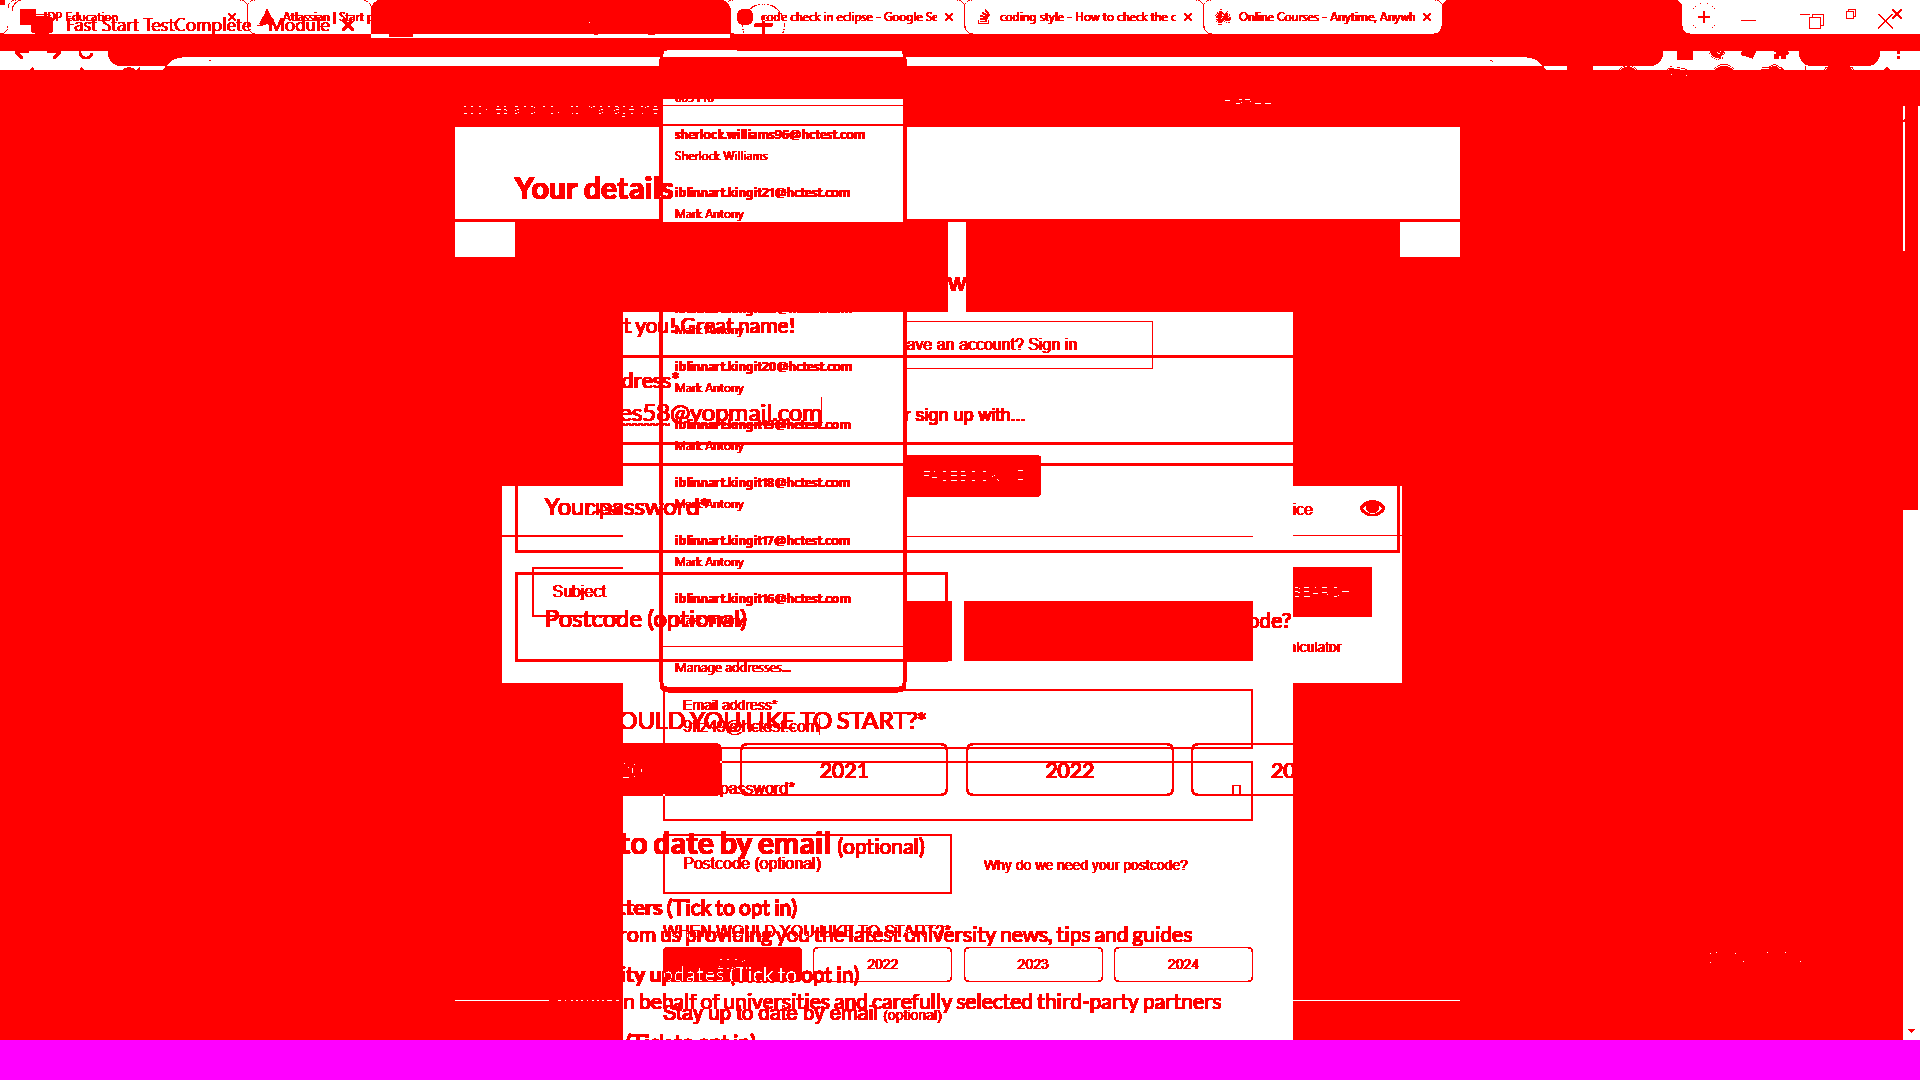 IDP Education
Atlassian | Start p
code check in eclipse - Google Se
coding style - How to check the c
Online Courses - Anytime, Anywh
Fast Start TestComplete Module
sherlock.williams96@hctest.com
Sherlock Williams
Your details
iblinnart.kingit21@hctest.com
Mark Antony
w
t you! Great name!
Mark Antony
ave an account? Sign in
iblinnart.kingit20@hctest.com
dress*
Mark Antony
es58@yopmail.com
r sign up with...
iblinnart.kingit19@hctest.com
Mark Antony
FACEBOOK
iblinnart.kingit18@hctest.com
Mark Antony
Your password*
ice
iblinnart.kingit17@hctest.com
Mark Antony
Subject
SEARCH
iblinnart.kingit16@hctest.com
Postcode (optional)
ode?
alculator
Manage addresses...
Email address*
OULD YOU LIKE TO START?*
@hctest.com
2021
2022
20
password*
to date by email (optional)
Postcode (optional)
Why do we need your postcode?
tters (Tick to opt in)
WHEN WOULD YOU LIKE TO START?*
rom us providing you the latest University news, tips and guides
2022
2023
2024
ity updates (Tick to opt in)
n behalf of universities and carefully selected third-party partners
Stay up to date by email (optional)
(Tick to opt in)